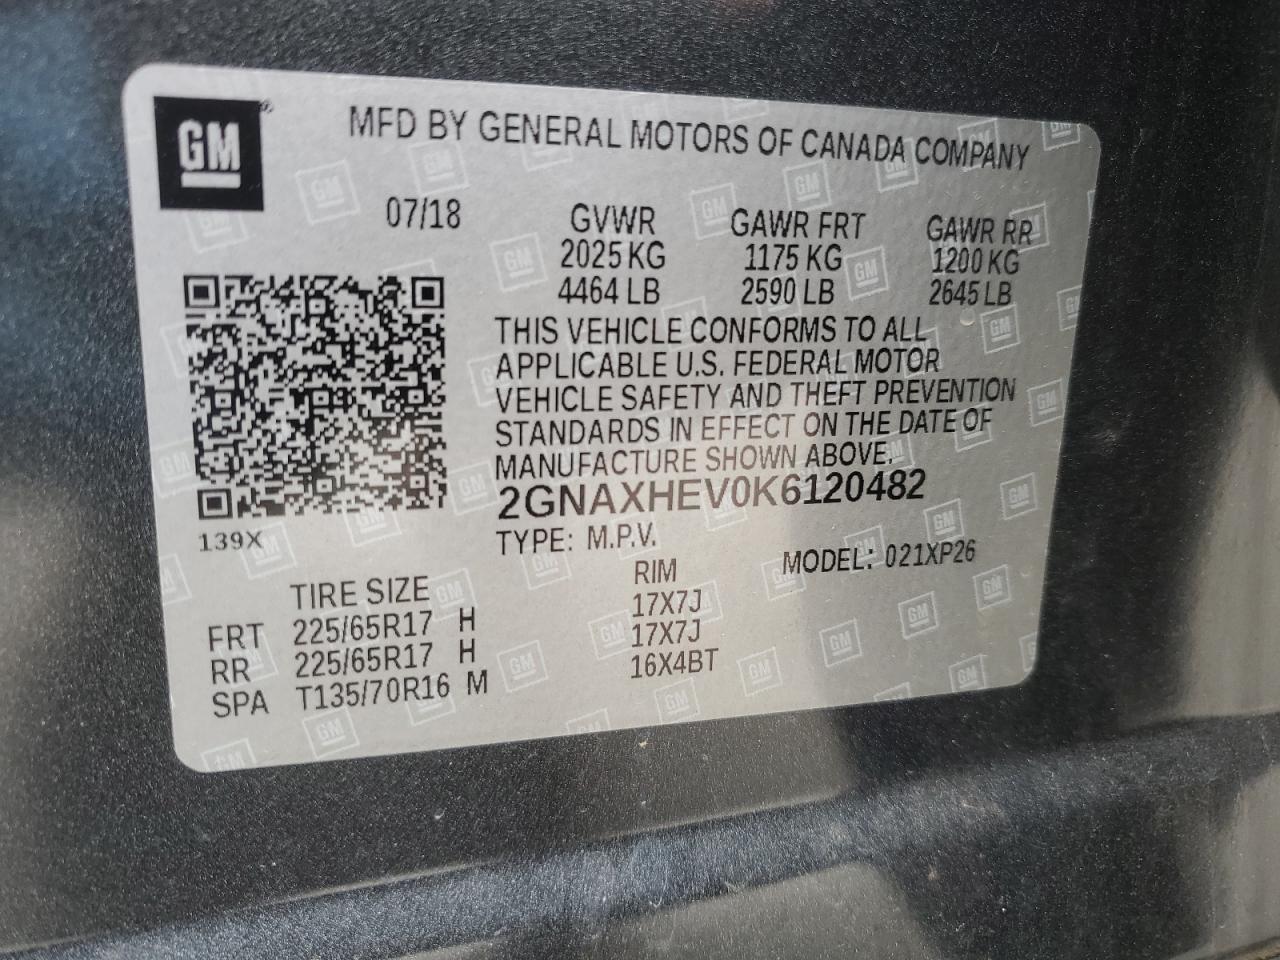 GM
MFD BY GENERAL MOTORS OF CANADA COMPANY
07/18
GVWR GAWR FRT GAWR RR
2025 KG 1175 KG 1200 KG
4464 LB 2590 LB 2645 LB
THIS VEHICLE CONFORMS TO ALL
APPLICABLE U.S. FEDERAL MOTOR
VEHICLE SAFETY AND THEFT PREVENTION
STANDARDS IN EFFECT ON THE DATE OF
MANUFACTURE SHOWN ABOVE.
2GNAXHEV0K6120482
139X
TYPE: M.P.V. MODEL: 021XP26
TIRE SIZE RIM
FRT 225/65R17 H 17X7J
RR 225/65R17 H 17X7J
SPA T135/70R16 M 16X4BT